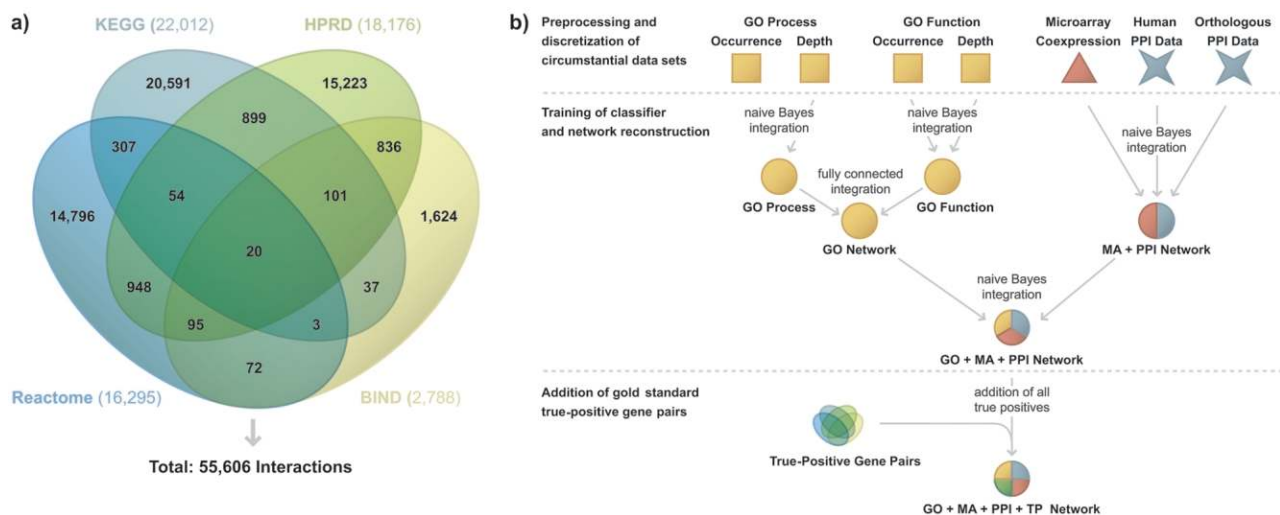 a)
KEGG (22,012)
HPRD (18,176)
20,591
15,223
899
307
836
54
101
14,796
1,624
20
948
37
95
3
72
Reactome (16,295)
BIND (2,788)
Total: 55,606 Interactions
b)
Preprocessing and
discretization of
circumstantial data sets
GO Process
Occurrence Depth
GO Function
Occurrence Depth
Microarray
Coexpression
Human
PPI Data
Orthologous
PPI Data
Training of classifier
and network reconstruction
naive Bayes
integration
naive Bayes
integration
naive Bayes
integration
fully connected
integration
GO Process
GO Function
GO Network
MA + PPI Network
naive Bayes
integration
GO + MA + PPI Network
Addition of gold standard
true-positive gene pairs
addition of all
true positives
True-Positive Gene Pairs
GO + MA + PPI + TP Network